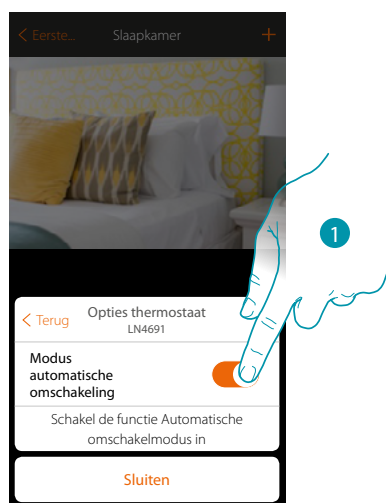 < Eerste... Slaapkamer +
1
< Terug Opties thermostaat
LN4691
Modus
automatische
omschakeling
Schakel de functie Automatische
omschakelmodus in
Sluiten